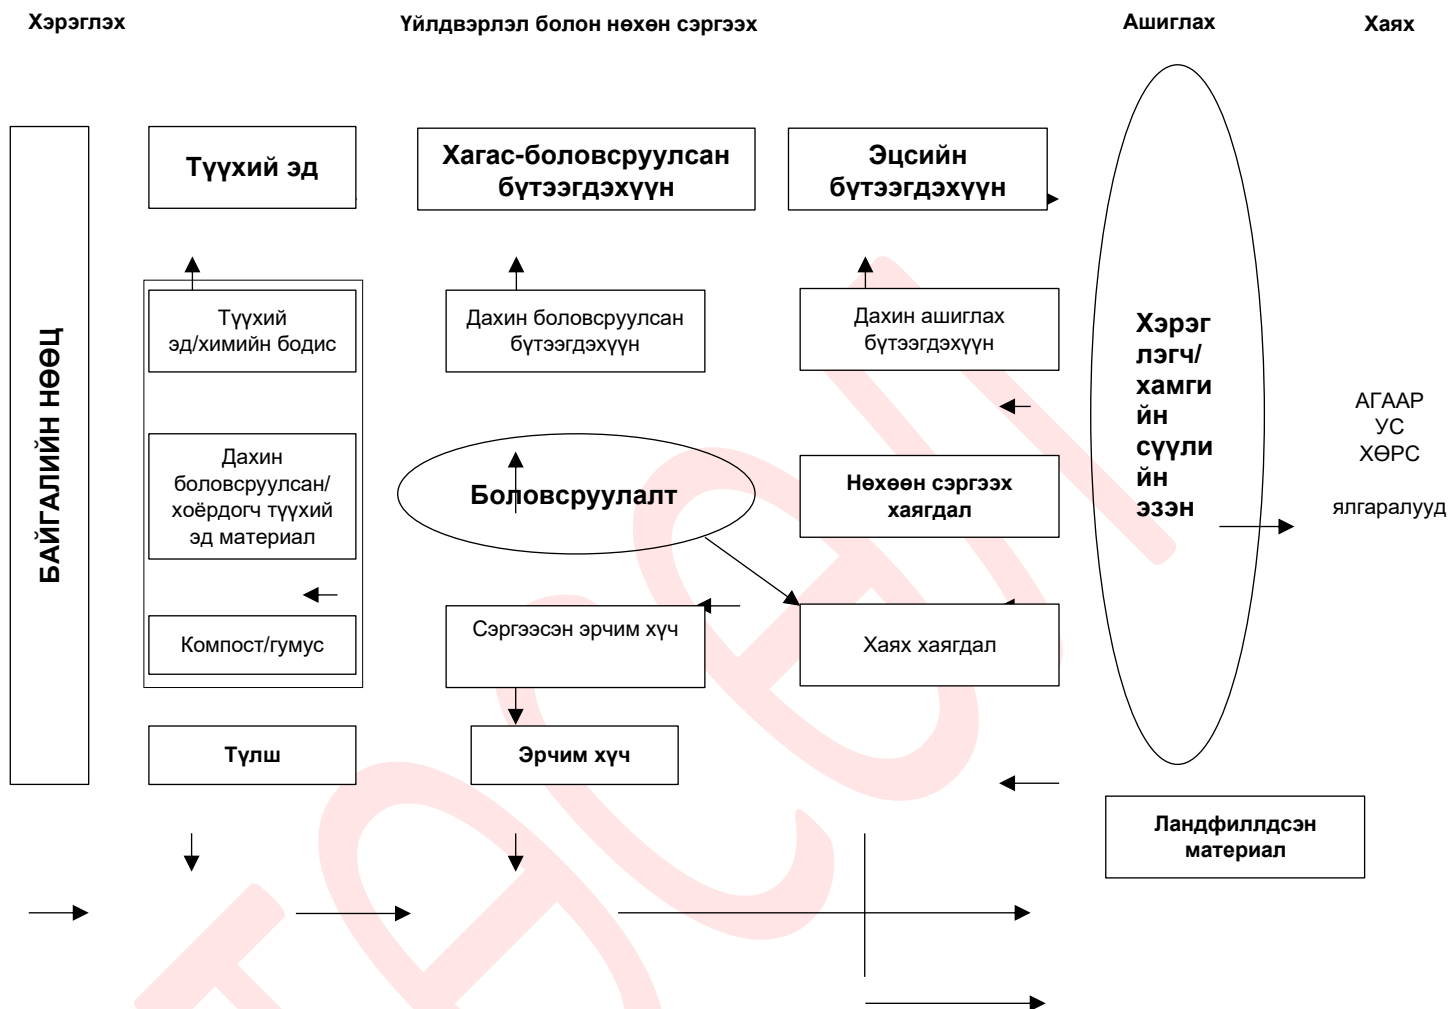 Хэрэглэх
Үйлдвэрлэл болон нөхөн сэргээх
Ашиглах
Хаях
БАЙГАЛИЙН НӨӨЦ
Түүхий эд
Хагас-боловсруулсан
бүтээгдэхүүн
Эцсийн
бүтээгдэхүүн
Түүхий
эд/химийн бодис
Дахин боловсруулсан
бүтээгдэхүүн
Дахин ашиглах
бүтээгдэхүүн
Хэрэг
лэгч/
хамги
йн
сүүли
йн
эзэн
АГААР
УС
ХӨРС
ялгаралууд
Дахин
боловсруулсан/
хоёрдогч түүхий
эд материал
Боловсруулалт
Нөхөөн сэргээх
хаягдал
Компост/гумус
Сэргээсэн эрчим хүч
Хаях хаягдал
Түлш
Эрчим хүч
Ландфиллдсэн
материал